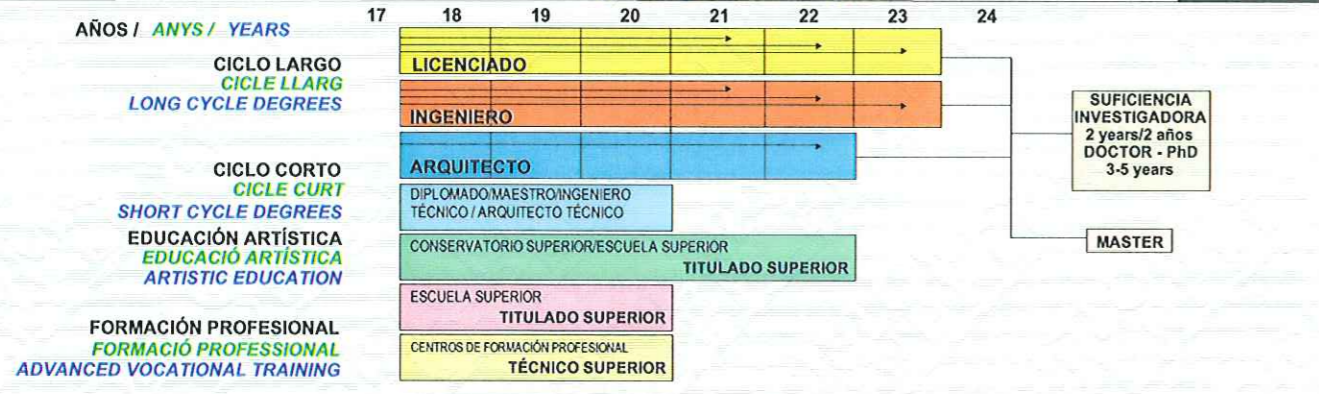 17 18 19 20 21 22 23 24
AÑOS / ANYS / YEARS
CICLO LARGO
CICLE LLARG
LONG CYCLE DEGREES
LICENCIADO
INGENIERO
ARQUITECTO
CICLO CORTO
CICLE CURT
SHORT CYCLE DEGREES
DIPLOMADO/MAESTRO/INGENIERO
TÉCNICO / ARQUITECTO TÉCNICO
EDUCACIÓN ARTÍSTICA
EDUCACIÓ ARTÍSTICA
ARTISTIC EDUCATION
CONSERVATORIO SUPERIOR/ESCUELA SUPERIOR
TITULADO SUPERIOR
ESCUELA SUPERIOR
TITULADO SUPERIOR
FORMACIÓN PROFESIONAL
FORMACIÓ PROFESSIONAL
ADVANCED VOCATIONAL TRAINING
CENTROS DE FORMACIÓN PROFESIONAL
TÉCNICO SUPERIOR
SUFICIENCIA
INVESTIGADORA
2 years/2 años
DOCTOR - PhD
3-5 years
MASTER